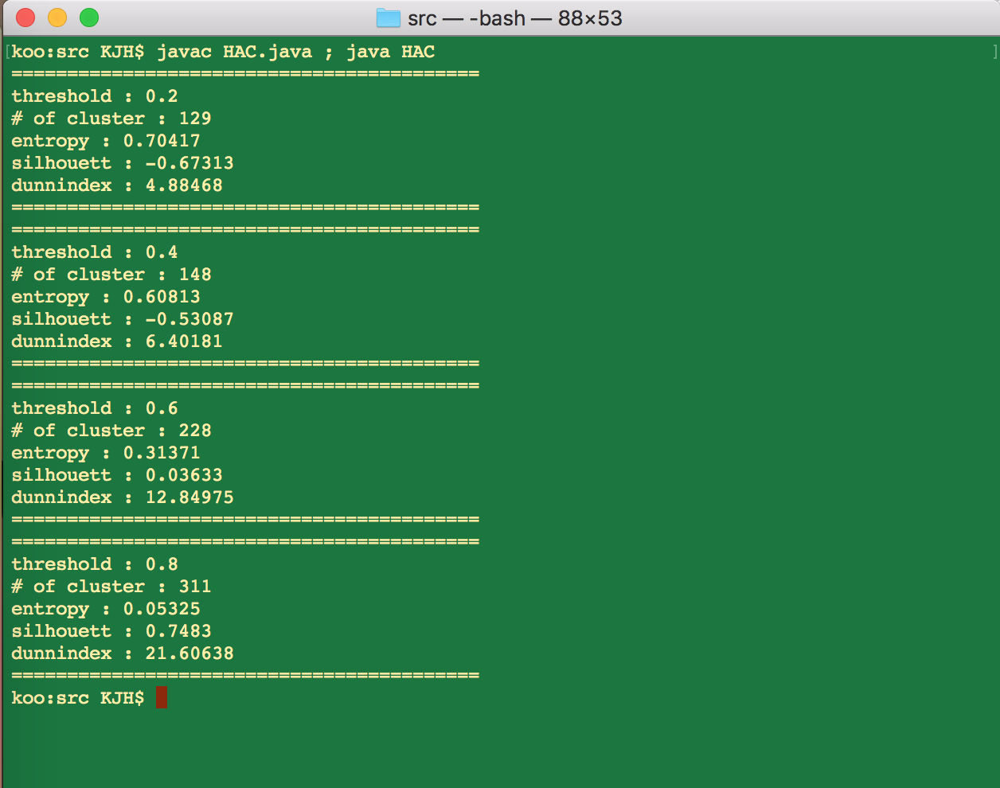 src — -bash — 88×53
[koo:src KJH$ javac HAC.java ; java HAC ]
==========================================
threshold : 0.2
# of cluster : 129
entropy : 0.70417
silhouett : -0.67313
dunnindex : 4.88468
==========================================
==========================================
threshold : 0.4
# of cluster : 148
entropy : 0.60813
silhouett : -0.53087
dunnindex : 6.40181
==========================================
==========================================
threshold : 0.6
# of cluster : 228
entropy : 0.31371
silhouett : 0.03633
dunnindex : 12.84975
==========================================
==========================================
threshold : 0.8
# of cluster : 311
entropy : 0.05325
silhouett : 0.7483
dunnindex : 21.60638
==========================================
koo:src KJH$